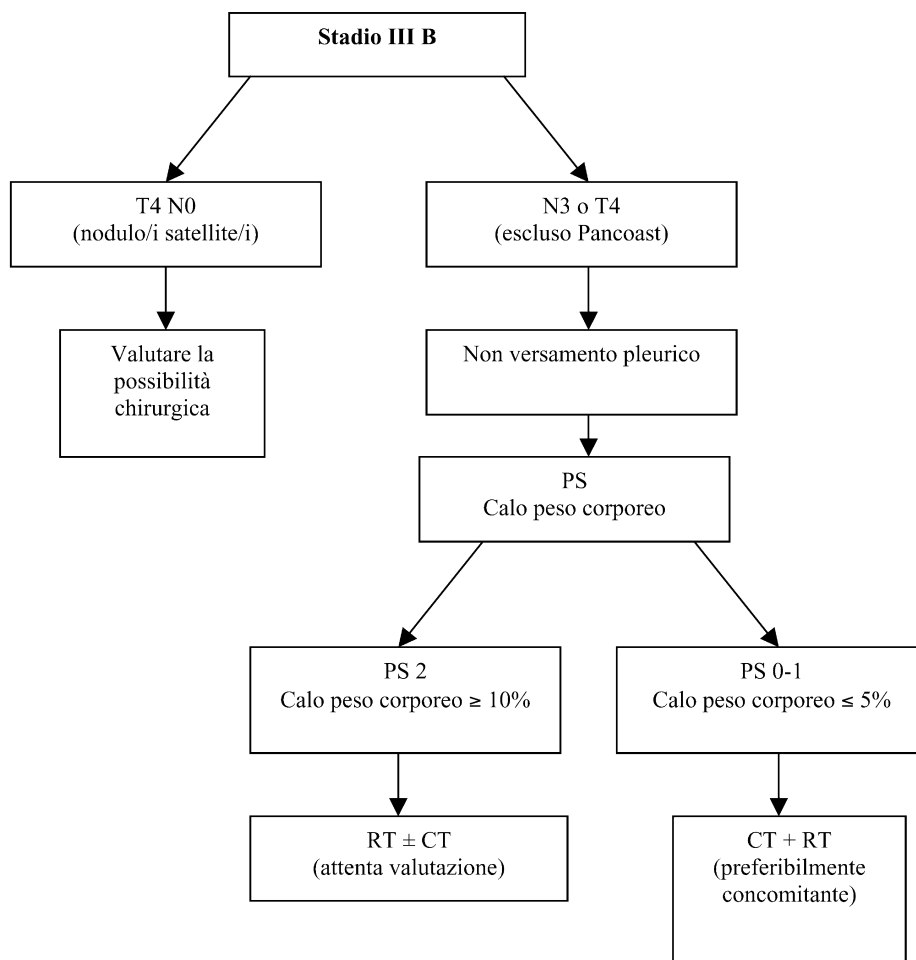 Stadio III B
T4 N0
(nodulo/i satellite/i)
N3 o T4
(escluso Pancoast)
Valutare la
possibilità
chirurgica
Non versamento pleurico
PS
Calo peso corporeo
PS 2
Calo peso corporeo ≥ 10%
PS 0-1
Calo peso corporeo ≤ 5%
RT ± CT
(attenta valutazione)
CT + RT
(preferibilmente
concomitante)